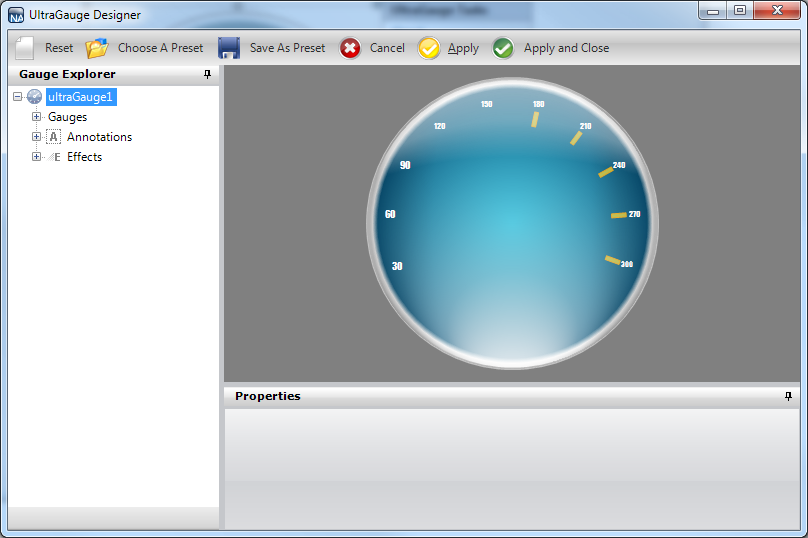 UltraGauge Designer
Reset Choose A Preset Save As Preset Cancel Apply Apply and Close
Gauge Explorer
ultraGauge1
Gauges
A Annotations
E Effects
150 180
120 210
90 240
60 270
30 300
Properties